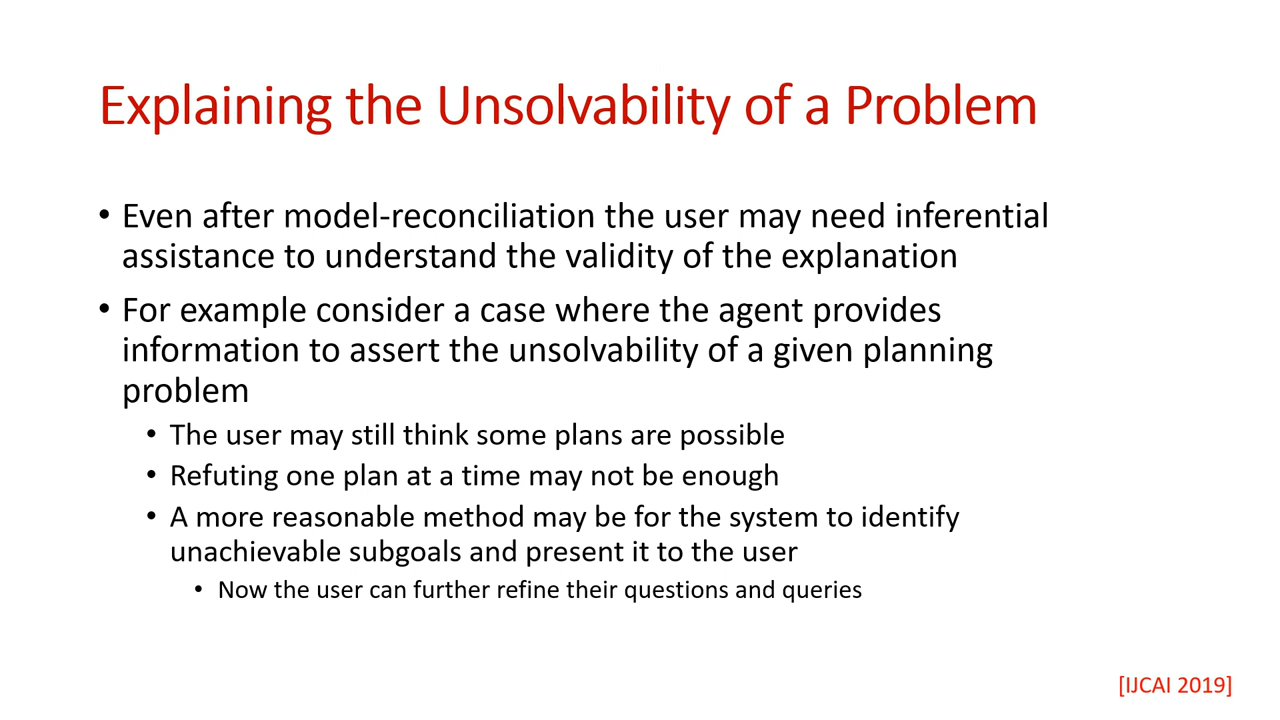 Explaining the Unsolvability of a Problem
• Even after model-reconciliation the user may need inferential
assistance to understand the validity of the explanation
• For example consider a case where the agent provides
information to assert the unsolvability of a given planning
problem
• The user may still think some plans are possible
• Refuting one plan at a time may not be enough
• A more reasonable method may be for the system to identify
unachievable subgoals and present it to the user
• Now the user can further refine their questions and queries
[IJCAI 2019]